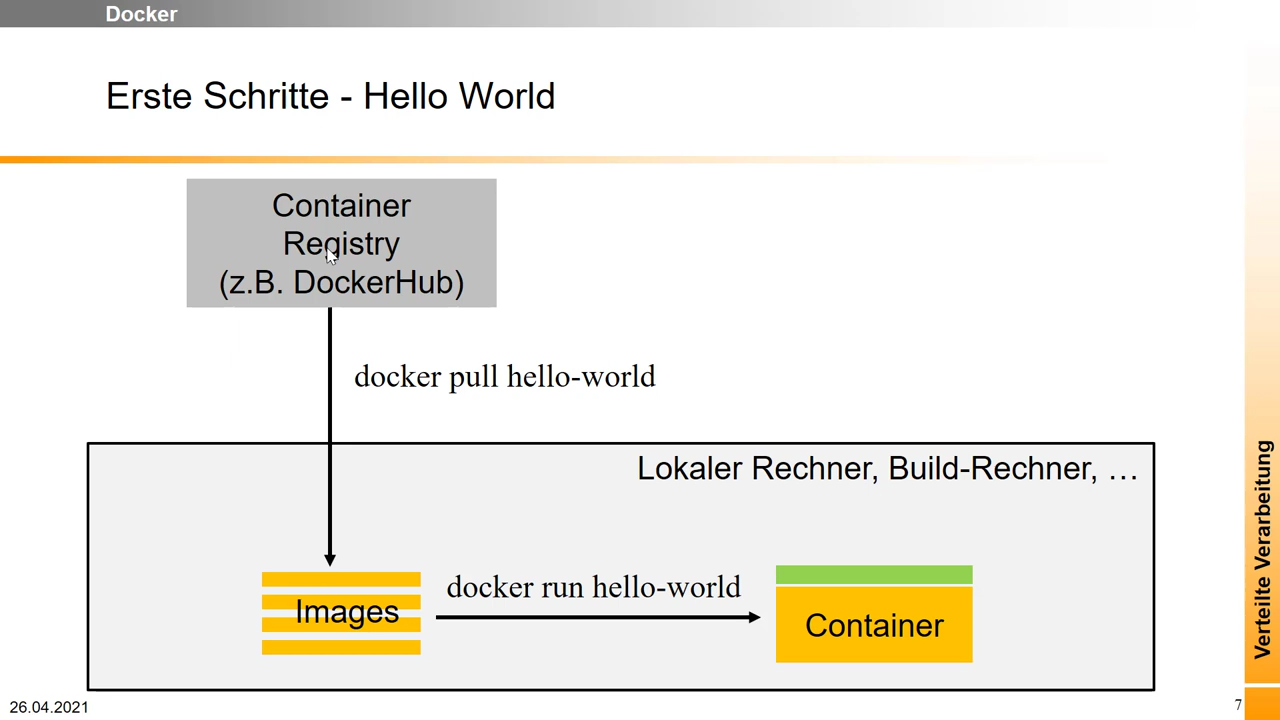 Docker
Erste Schritte - Hello World
Container
Registry
(z.B. DockerHub)
docker pull hello-world
Lokaler Rechner, Build-Rechner, …
Images
docker run hello-world
Container
Verteilte Verarbeitung
26.04.2021
7